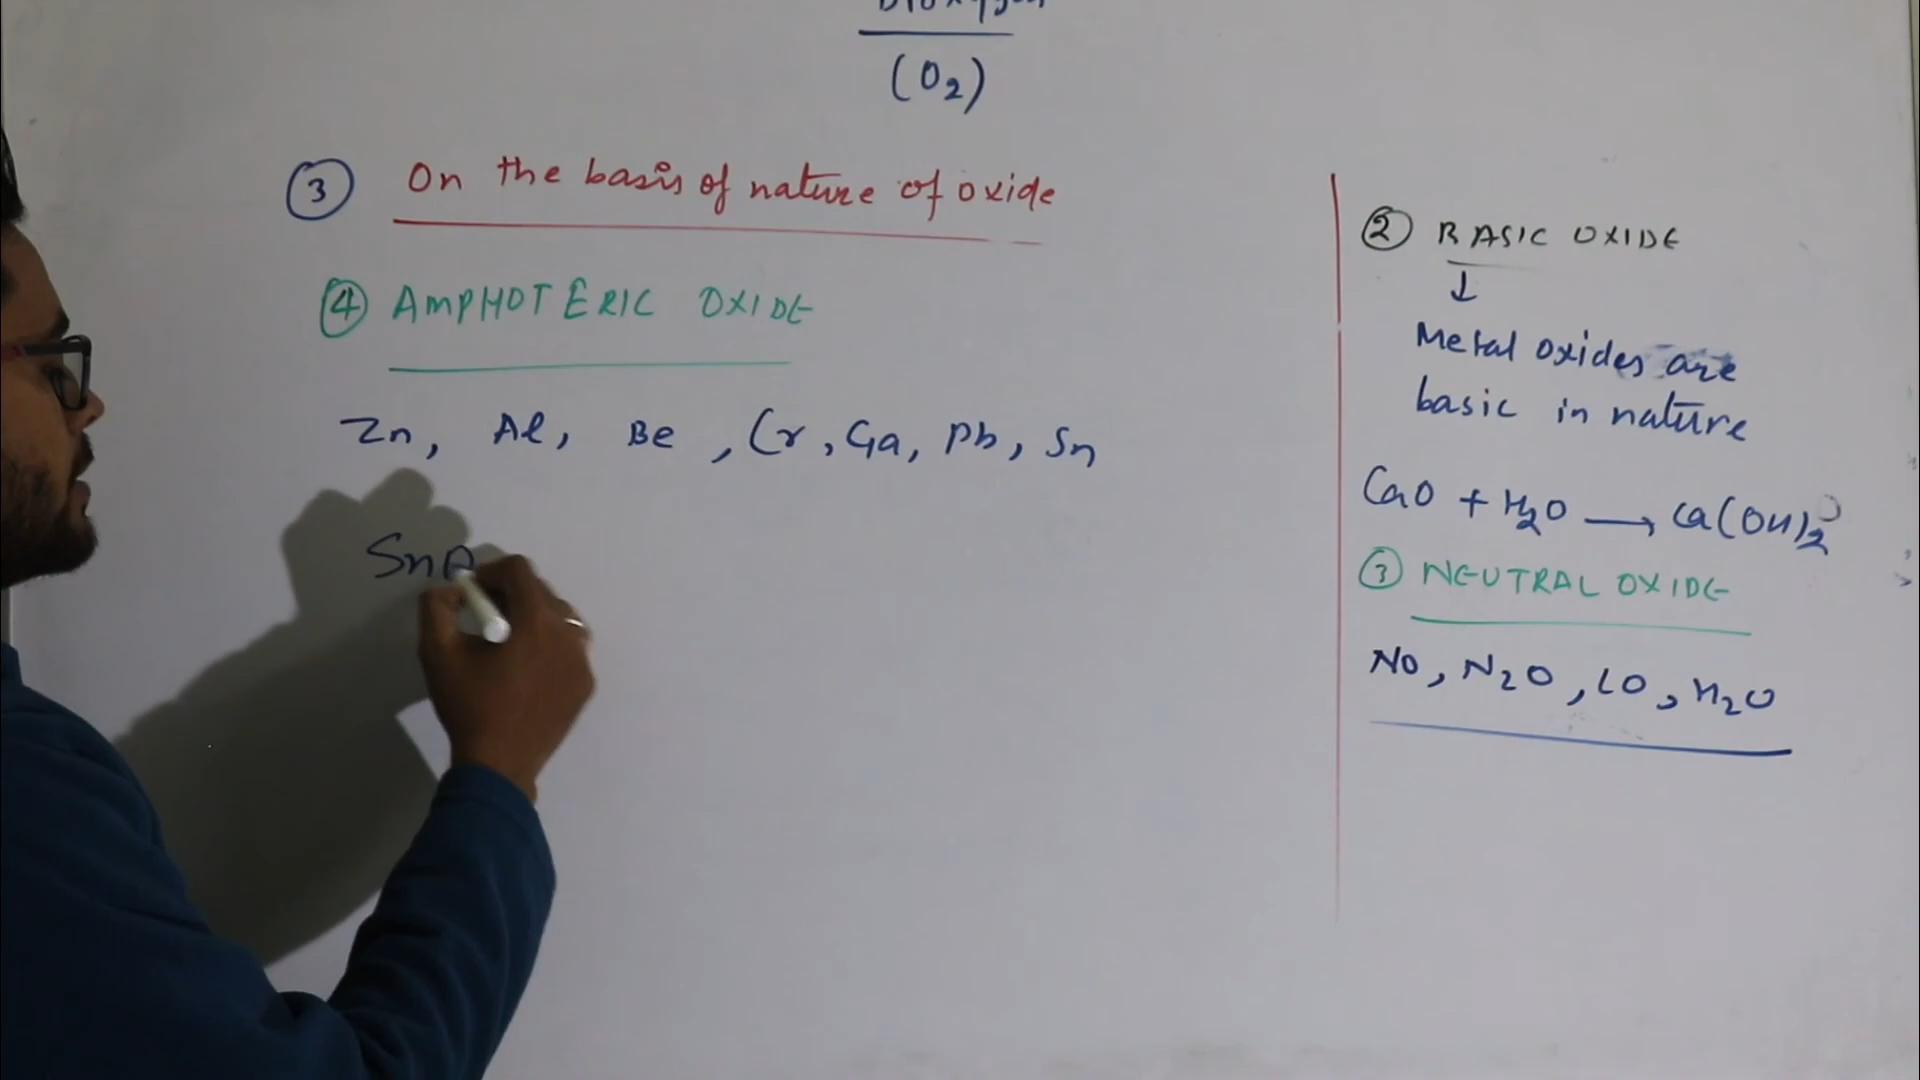 (O₂)
③ On the basis of nature of oxide
④ AMPHOTERIC OXIDE
Zn, Al, Be, Cr, Ga, Pb, Sn
SnO
② BASIC OXIDE
↓
Metal oxides are
basic in nature
CaO + H₂O → Ca(OH)₂
③ NEUTRAL OXIDE
NO, N₂O, CO, H₂O